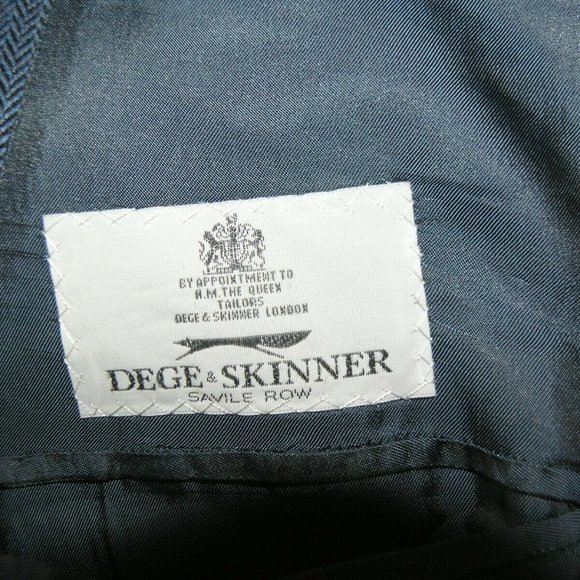 BY APPOINTMENT TO
H.M. THE QUEEN
TAILORS
DEGE & SKINNER LONDON
DEGE & SKINNER
SAVILE ROW